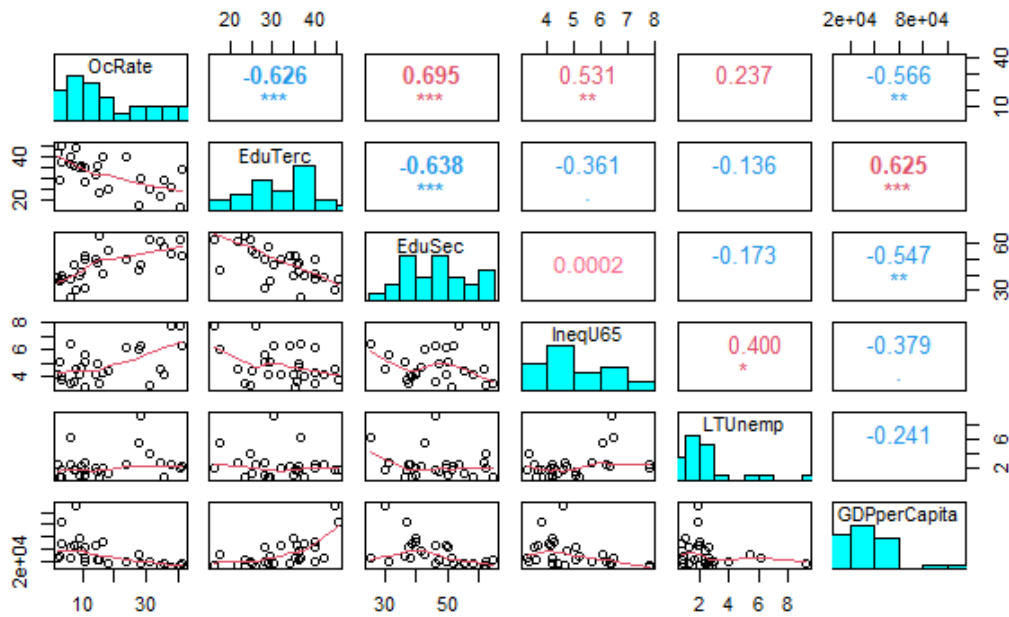 20 30 40 4 5 6 7 8 2e+04 8e+04
OcRate -0.626 0.695 0.531 0.237 -0.566 10 40
*** *** ** **
20 40 EduTerc -0.638 -0.361 -0.136 0.625
*** . ***
EduSec 0.0002 -0.173 -0.547 30 60
**
4 6 8 IneqU65 0.400 -0.379
* .
LTUnemp -0.241 2 6
2e+04 GDPperCapita
10 30 30 50 2 4 6 8